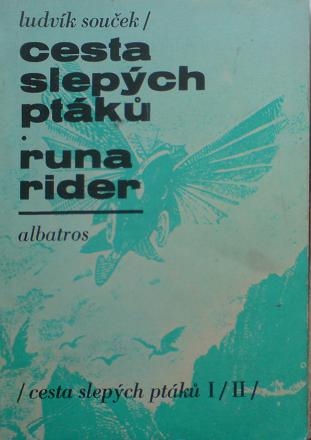 ludvík souček/
cesta
slepých
ptáků
·
runa
rider
albatros
/cesta slepých ptáků I/II/